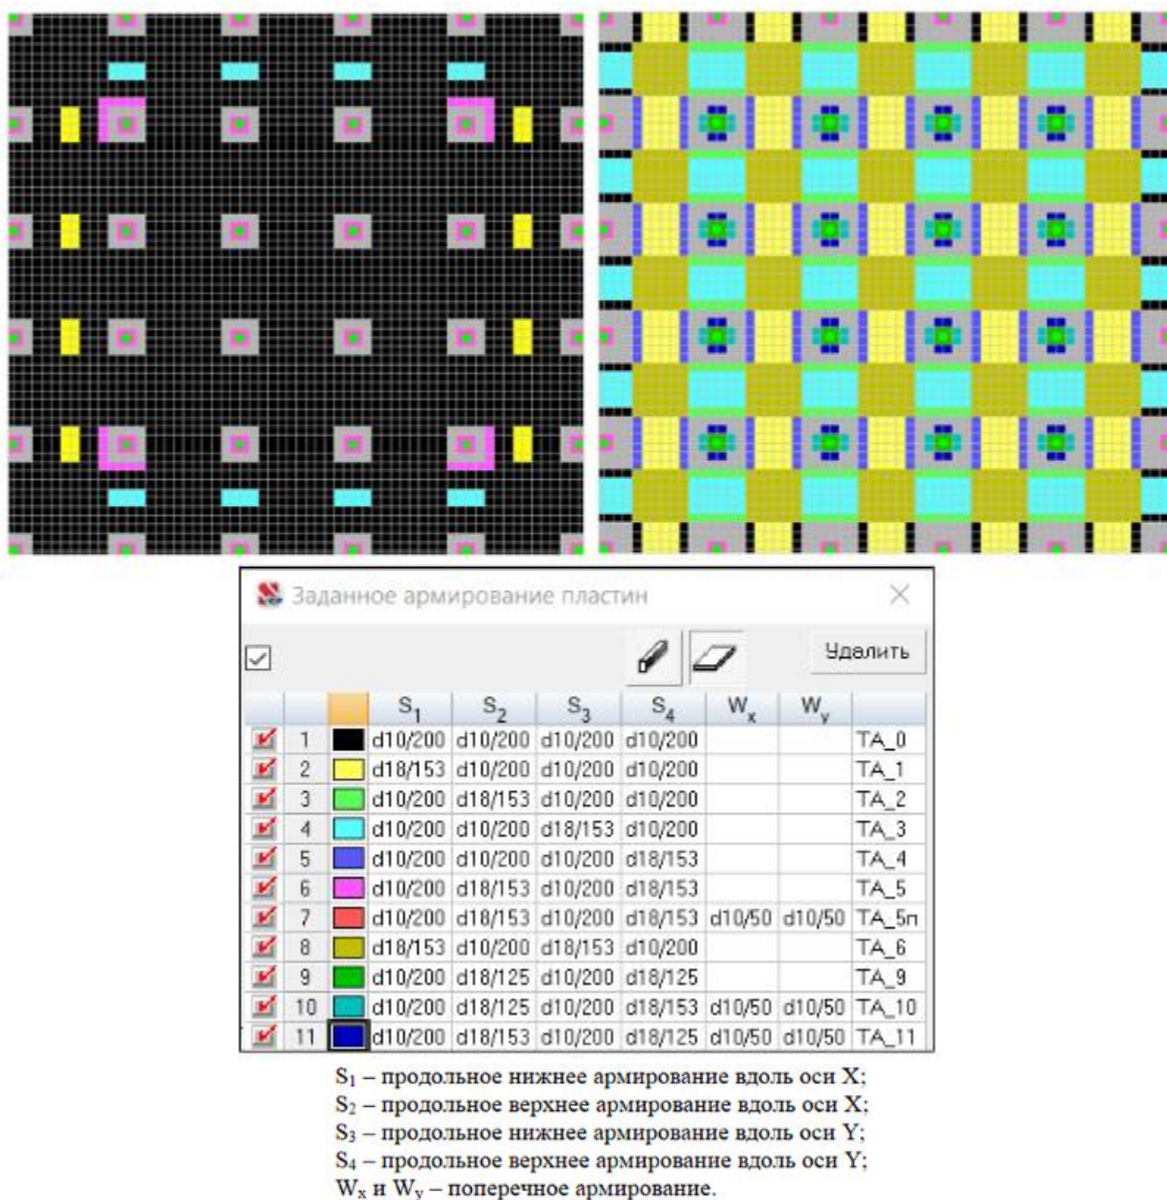 Заданное армирование пластин
Удалить
S1 S2 S3 S4 Wx Wy
1 d10/200 d10/200 d10/200 d10/200 TA_0
2 d18/153 d10/200 d10/200 d10/200 TA_1
3 d10/200 d18/153 d10/200 d10/200 TA_2
4 d10/200 d10/200 d18/153 d10/200 TA_3
5 d10/200 d10/200 d10/200 d18/153 TA_4
6 d10/200 d18/153 d10/200 d18/153 TA_5
7 d10/200 d18/153 d10/200 d18/153 d10/50 d10/50 TA_5п
8 d18/153 d10/200 d18/153 d10/200 TA_6
9 d10/200 d18/125 d10/200 d18/125 TA_9
10 d10/200 d18/125 d10/200 d18/153 d10/50 d10/50 TA_10
11 d10/200 d18/153 d10/200 d18/125 d10/50 d10/50 TA_11
S1 – продольное нижнее армирование вдоль оси X;
S2 – продольное верхнее армирование вдоль оси X;
S3 – продольное нижнее армирование вдоль оси Y;
S4 – продольное верхнее армирование вдоль оси Y;
Wx и Wy – поперечное армирование.